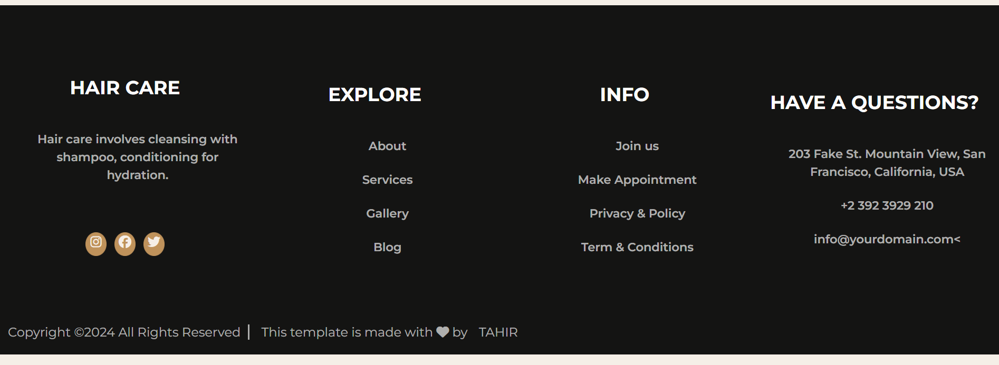 HAIR CARE
Hair care involves cleansing with
shampoo, conditioning for
hydration.
EXPLORE
About
Services
Gallery
Blog
INFO
Join us
Make Appointment
Privacy & Policy
Term & Conditions
HAVE A QUESTIONS?
203 Fake St. Mountain View, San
Francisco, California, USA
+2 392 3929 210
info@yourdomain.com<
Copyright ©2024 All Rights Reserved | This template is made with ♥ by TAHIR